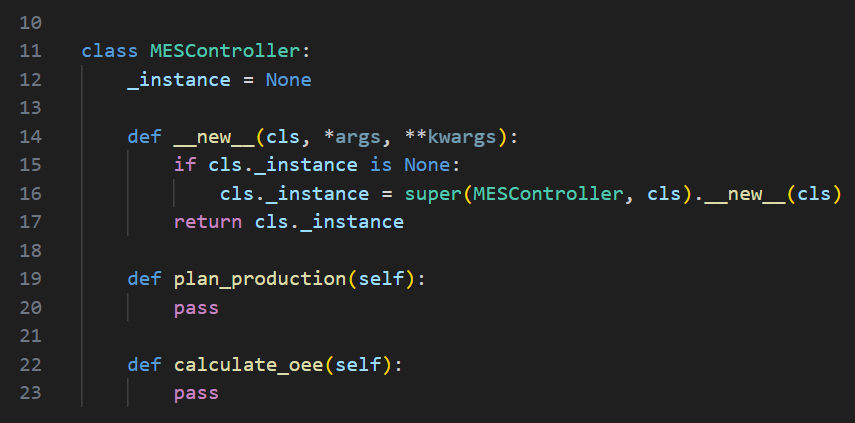 10
11 class MESController:
12     _instance = None
13
14     def __new__(cls, *args, **kwargs):
15         if cls._instance is None:
16             cls._instance = super(MESController, cls).__new__(cls)
17         return cls._instance
18
19     def plan_production(self):
20         pass
21
22     def calculate_oee(self):
23         pass